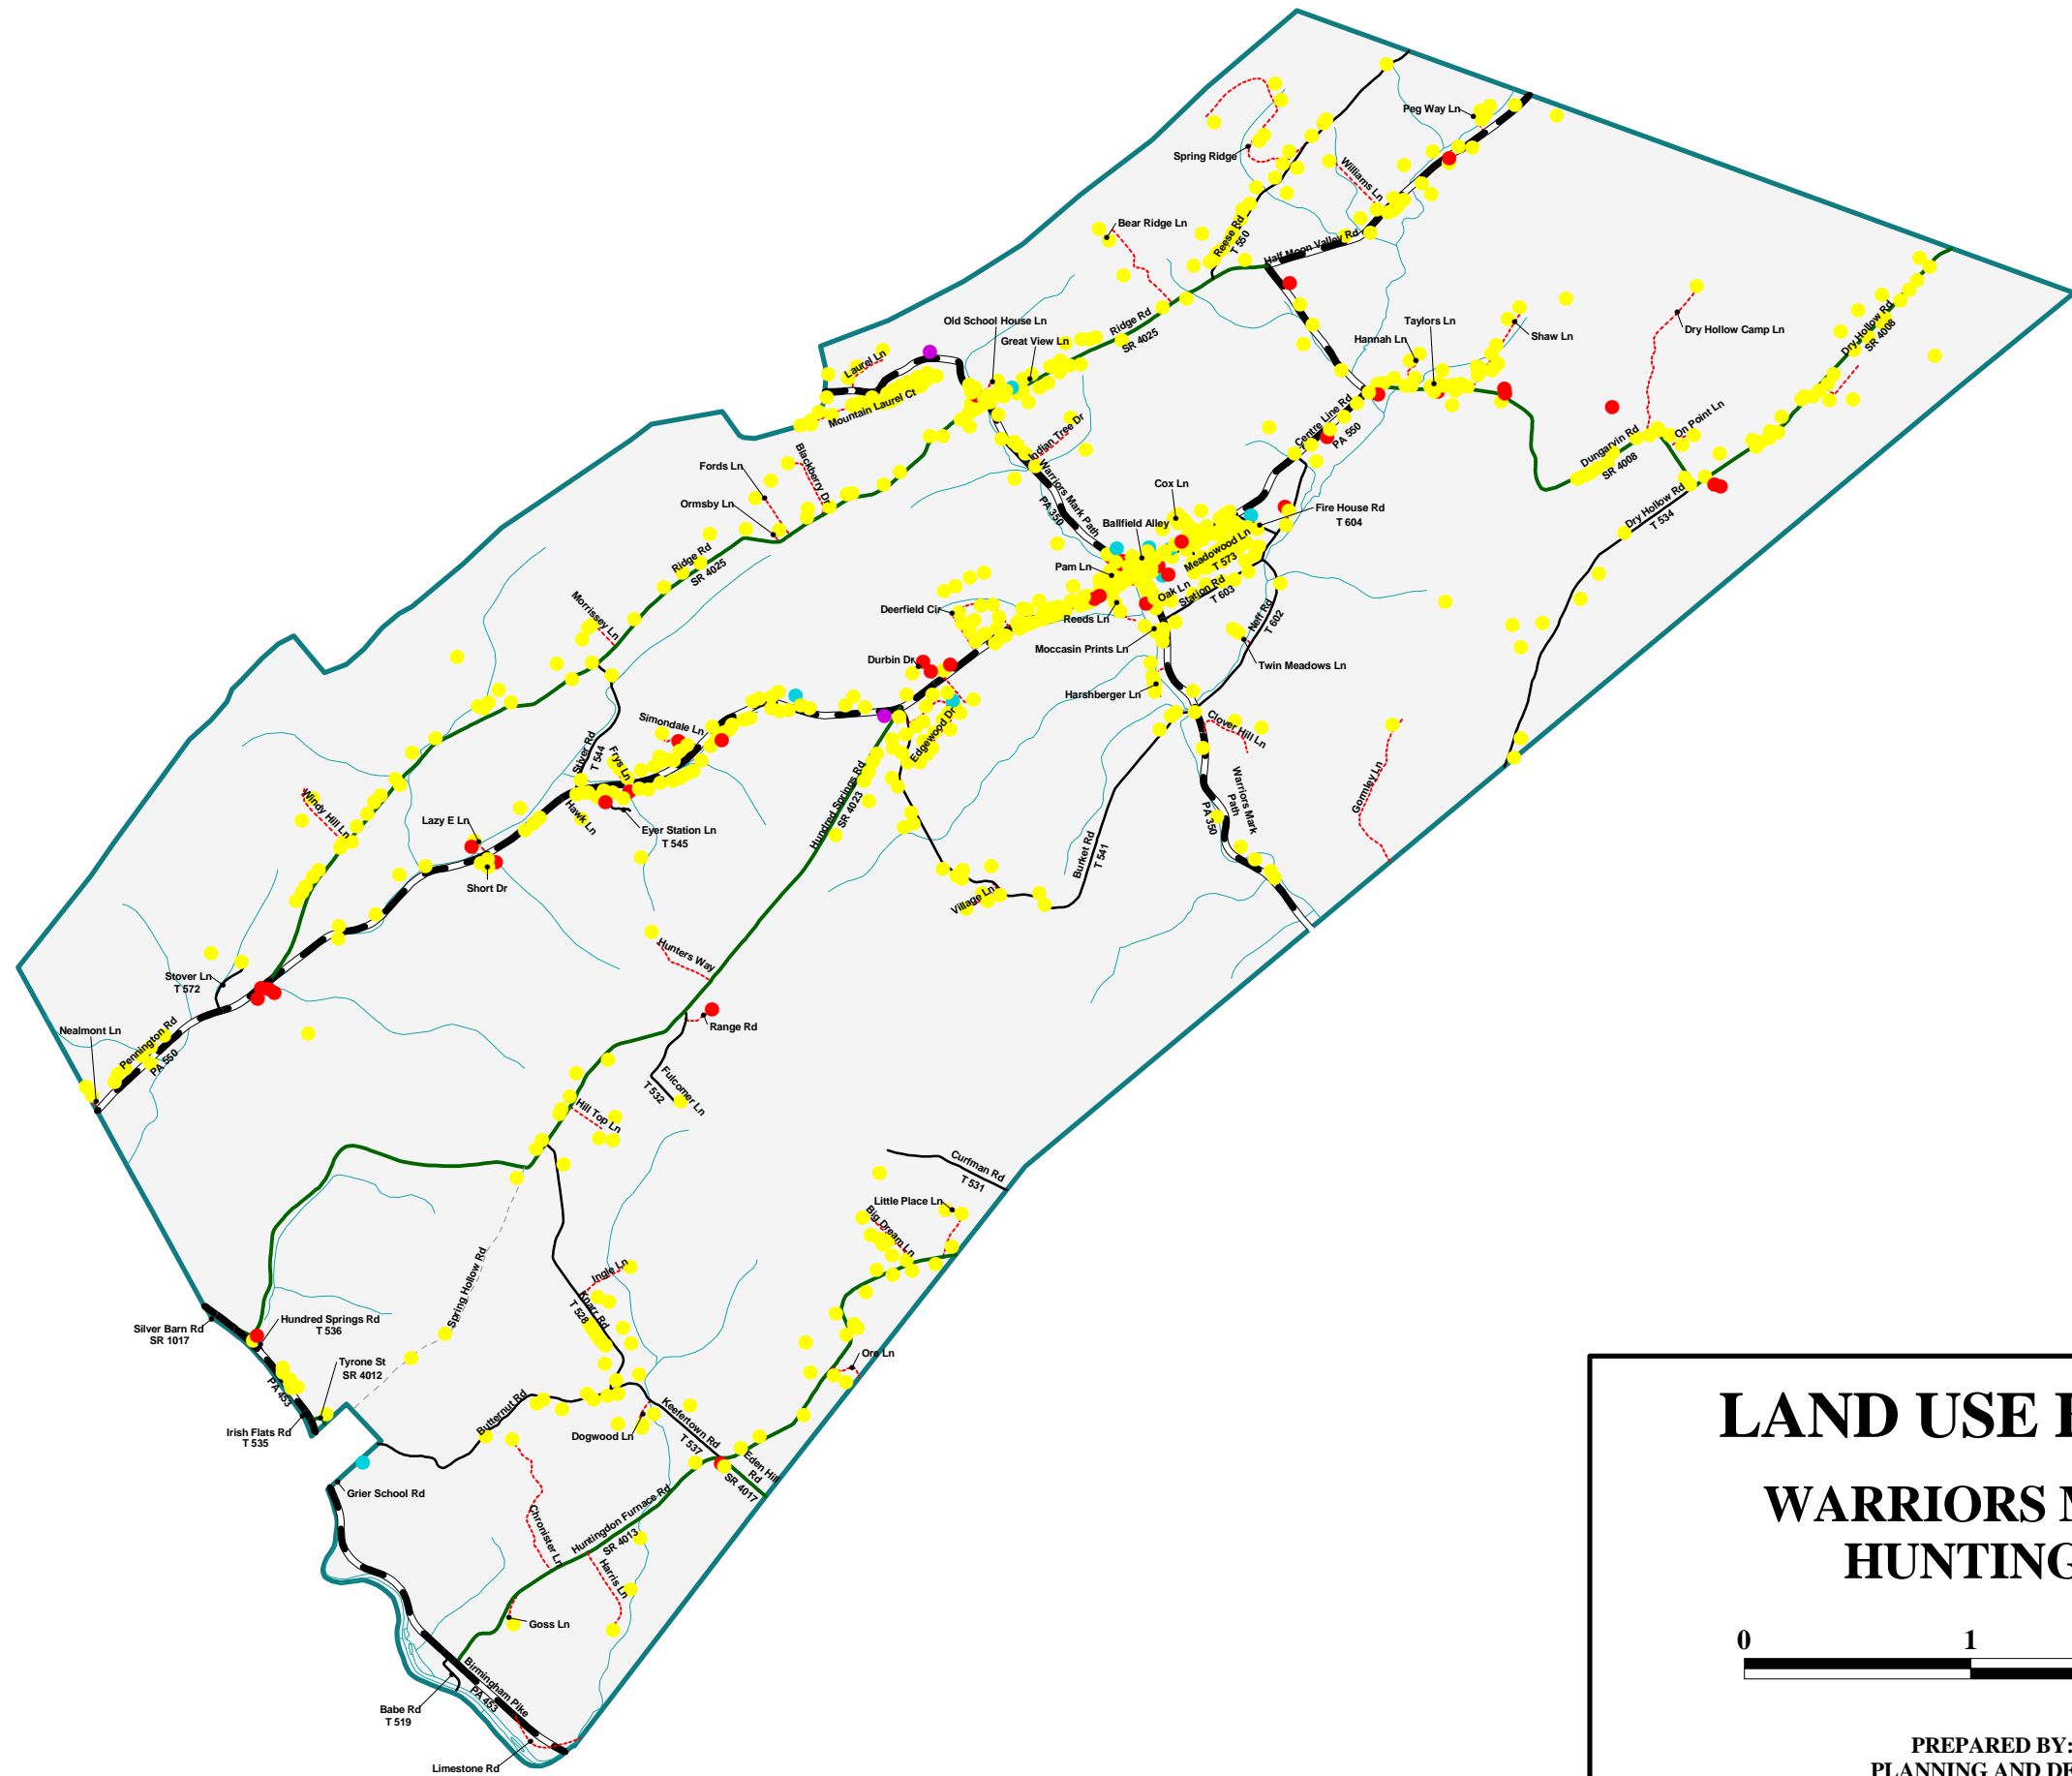 Peg Way Ln
Spring Ridge
Williams Ln
Bear Ridge Ln
Reese Rd
T 550
Half Moon Valley Rd
Old School House Ln
Great View Ln
Ridge Rd
SR 4025
Taylors Ln
Hannah Ln
Shaw Ln
Dry Hollow Camp Ln
Dry Hollow Rd
SR 4008
Laurel Ln
Mountain Laurel Ct
Indian Tree Dr
Centre Line Rd
PA 550
On Point Ln
Dungarvin Rd
SR 4008
Blackberry Dr
Fords Ln
Ormsby Ln
Warriors Mark Path
PA 350
Cox Ln
Fire House Rd
T 604
Dry Hollow Rd
T 534
Ballfield Alley
Meadowood Ln
T 573
Pam Ln
Ridge Rd
SR 4025
Oak Ln
Station Rd
T 603
Morrissey Ln
Deerfield Cir
Reeds Ln
Neff Rd
T 602
Moccasin Prints Ln
Durbin Dr
Twin Meadows Ln
Harshberger Ln
Simondale Ln
Edgewood Dr
Clover Hill Ln
Stiver Rd
T 544
Frys Ln
Hundred Springs Rd
SR 4023
Warriors Mark
Path
PA 350
Gormley Ln
Windy Hill Ln
Lazy E Ln
Hawk Ln
Eyer Station Ln
T 545
Burket Rd
T 541
Short Dr
Village Ln
Hunters Way
Stover Ln
T 572
Range Rd
Nealmont Ln
Pennington Rd
PA 550
Fulcomer Ln
T 532
Hill Top Ln
Curfman Rd
T 531
Little Place Ln
Big Dream Ln
Spring Hollow Rd
Ingle Ln
Knarr Rd
T 528
Silver Barn Rd
SR 1017
Hundred Springs Rd
T 536
Tyrone St
SR 4012
Ore Ln
PA 453
Irish Flats Rd
T 535
Butternut Rd
Dogwood Ln
Keefertown Rd
T 537
Eden Hill
Rd
SR 4017
Grier School Rd
Chronister Ln
Huntingdon Furnace Rd
SR 4013
Harris Ln
Goss Ln
Birmingham Pike
PA 453
Babe Rd
T 519
Limestone Rd
LAND USE
WARRIORS
HUNTING
0 1
PREPARED BY:
PLANNING AND